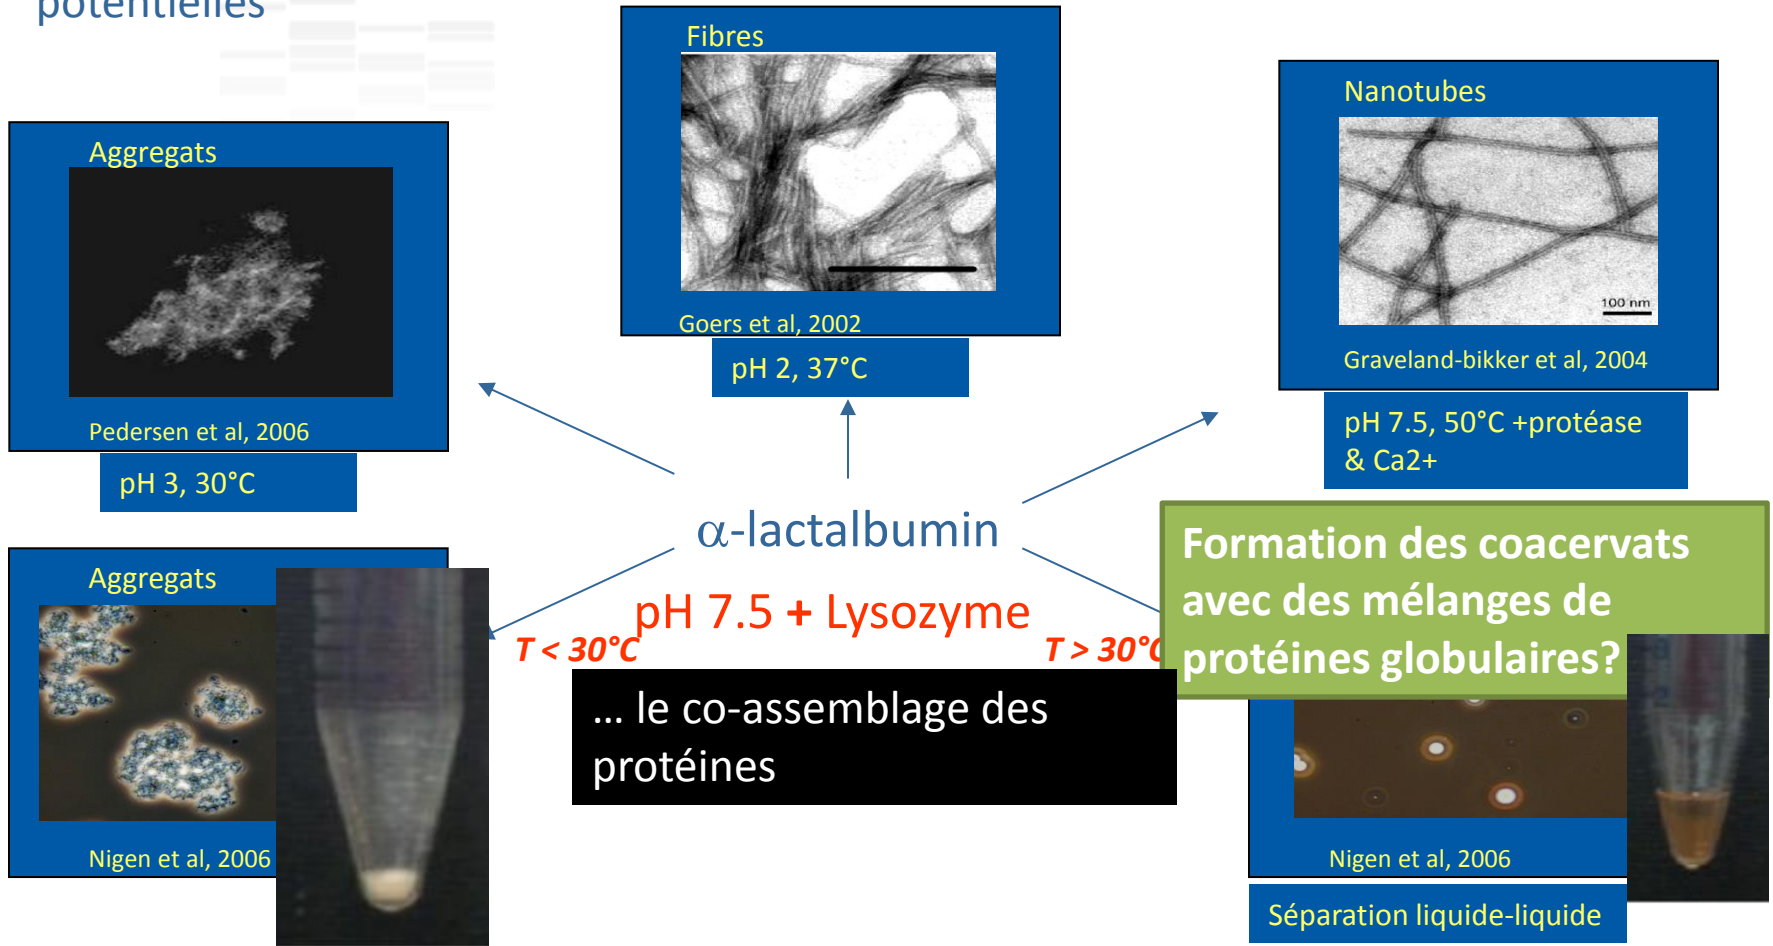 potentielles
Fibres
Goers et al, 2002
pH 2, 37°C
Nanotubes
100 nm
Graveland-bikker et al, 2004
pH 7.5, 50°C +protéase
& Ca2+
Aggregats
Pedersen et al, 2006
pH 3, 30°C
α-lactalbumin
pH 7.5 + Lysozyme
T < 30°C
T > 30°C
... le co-assemblage des
protéines
Formation des coacervats
avec des mélanges de
protéines globulaires?
Aggregats
Nigen et al, 2006
Nigen et al, 2006
Séparation liquide-liquide